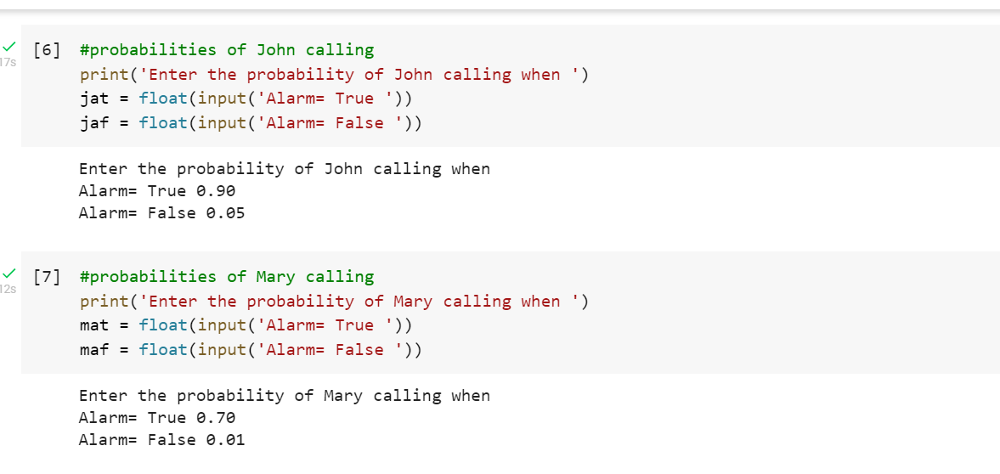 [6] #probabilities of John calling
17s print('Enter the probability of John calling when ')
jat = float(input('Alarm= True '))
jaf = float(input('Alarm= False '))
Enter the probability of John calling when
Alarm= True 0.90
Alarm= False 0.05
[7] #probabilities of Mary calling
12s print('Enter the probability of Mary calling when ')
mat = float(input('Alarm= True '))
maf = float(input('Alarm= False '))
Enter the probability of Mary calling when
Alarm= True 0.70
Alarm= False 0.01